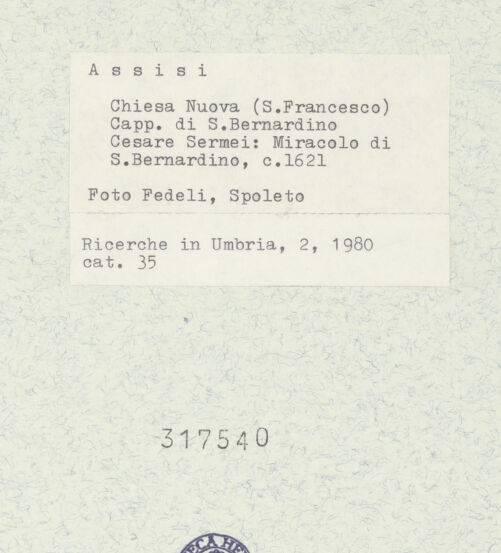 A s s i s i
Chiesa Nuova (S.Francesco)
Capp. di S.Bernardino
Cesare Sermei: Miracolo di
S.Bernardino, c.1621
Foto Fedeli, Spoleto
Ricerche in Umbria, 2, 1980
cat. 35
317540